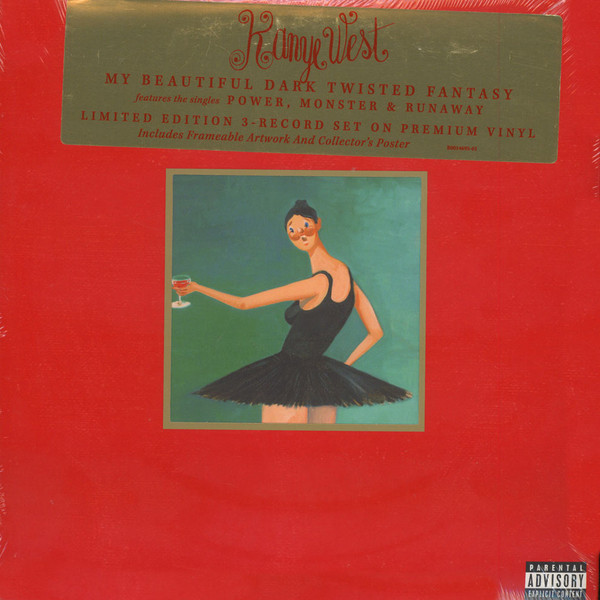 Kanye West
MY BEAUTIFUL DARK TWISTED FANTASY
features the singles POWER, MONSTER & RUNAWAY
LIMITED EDITION 3-RECORD SET ON PREMIUM VINYL
Includes Frameable Artwork And Collector's Poster
PARENTAL
ADVISORY
EXPLICIT CONTENT